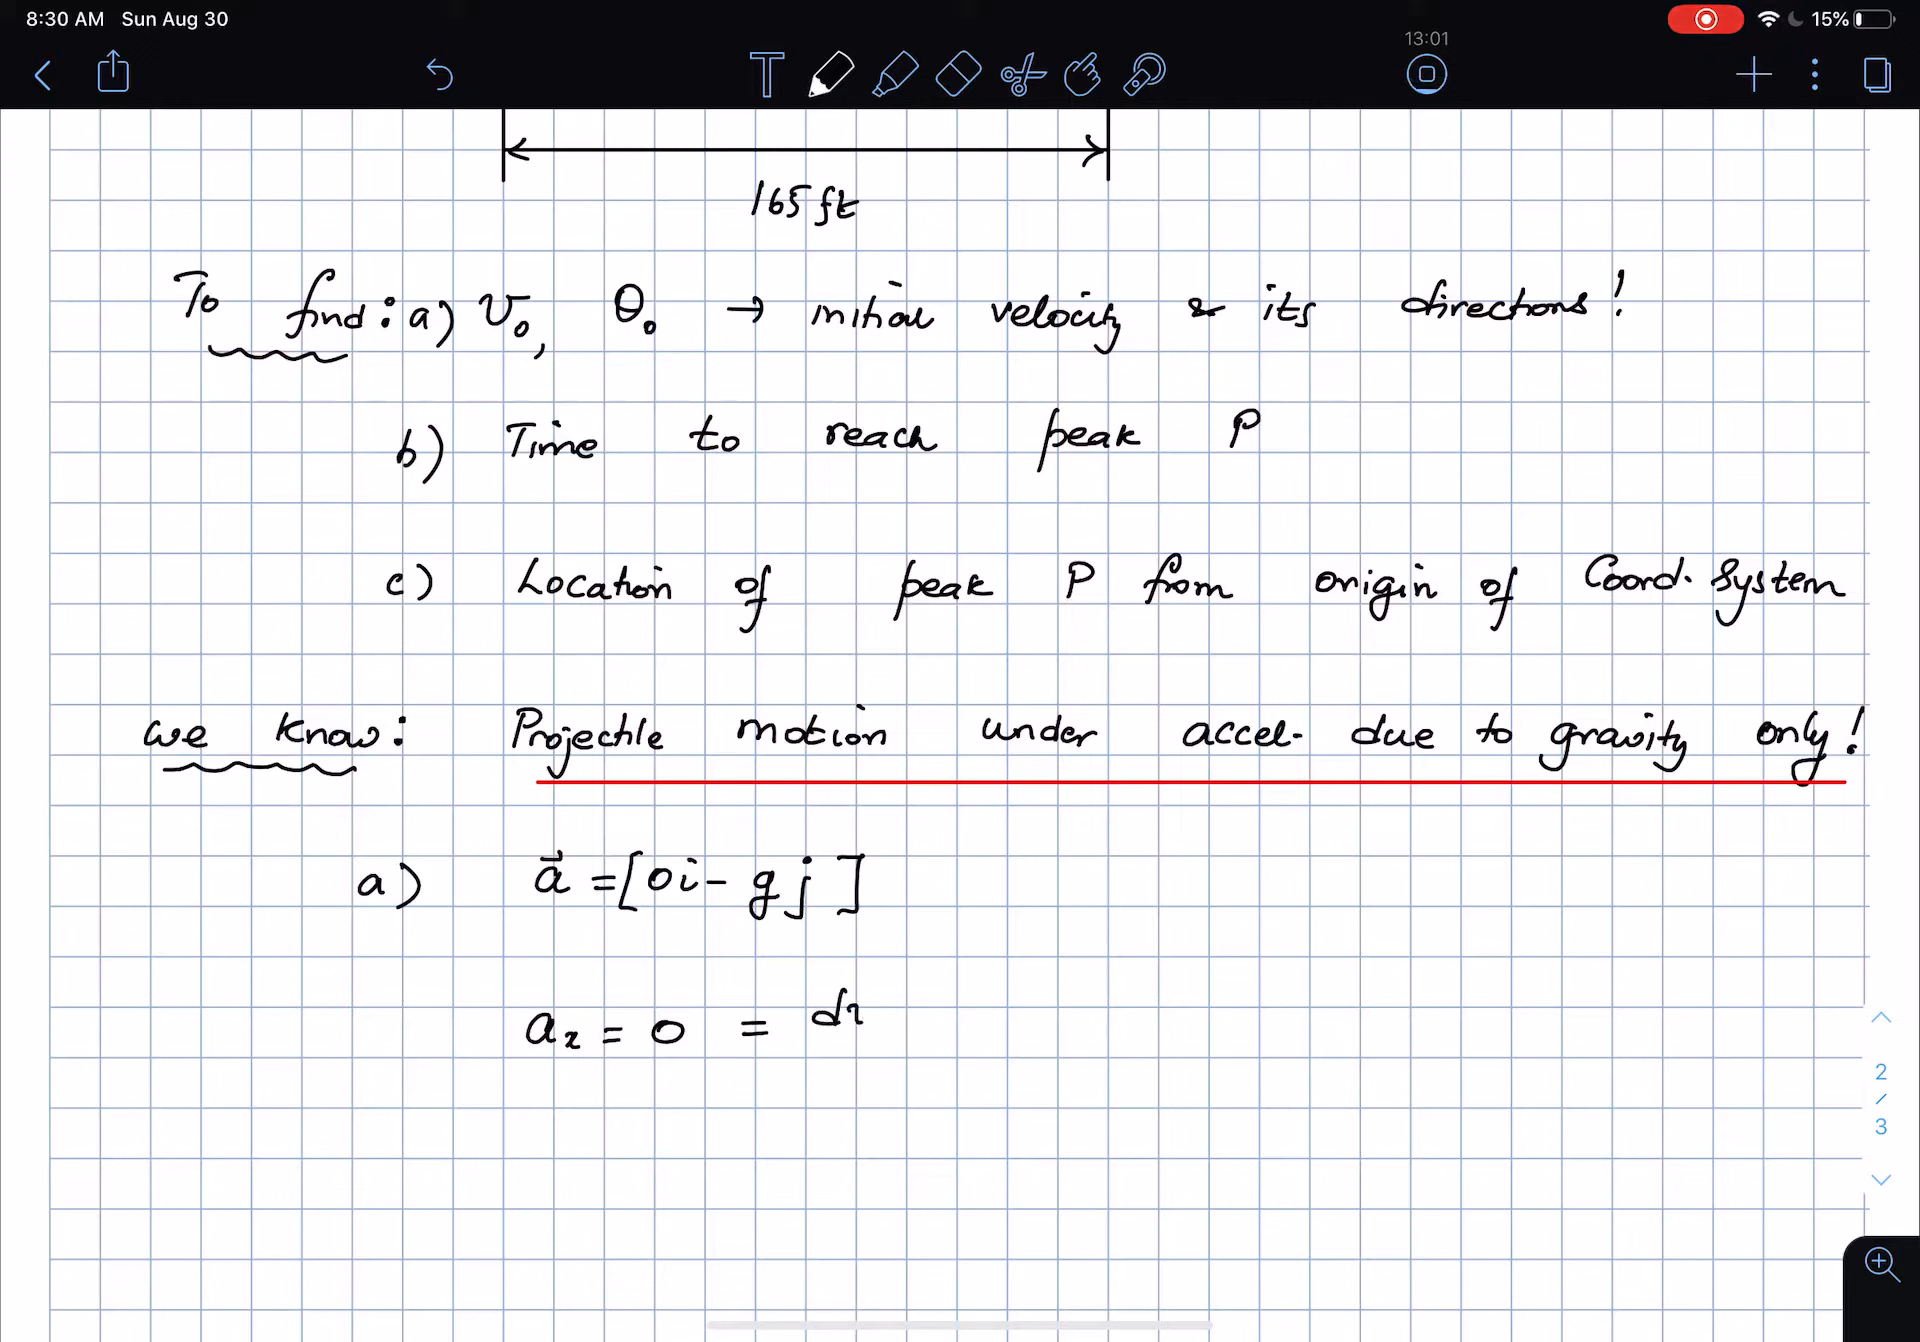 8:30 AM Sun Aug 30
15%
13:01
165 ft
To find: a) v₀, θ₀ → initial velocity & its directions!
b) Time to reach peak P
c) Location of peak P from origin of Coord. System
we know: Projectile motion under accel. due to gravity only!
a) a⃗ = [0i - gj]
aₓ = 0 = dx
2
/
3